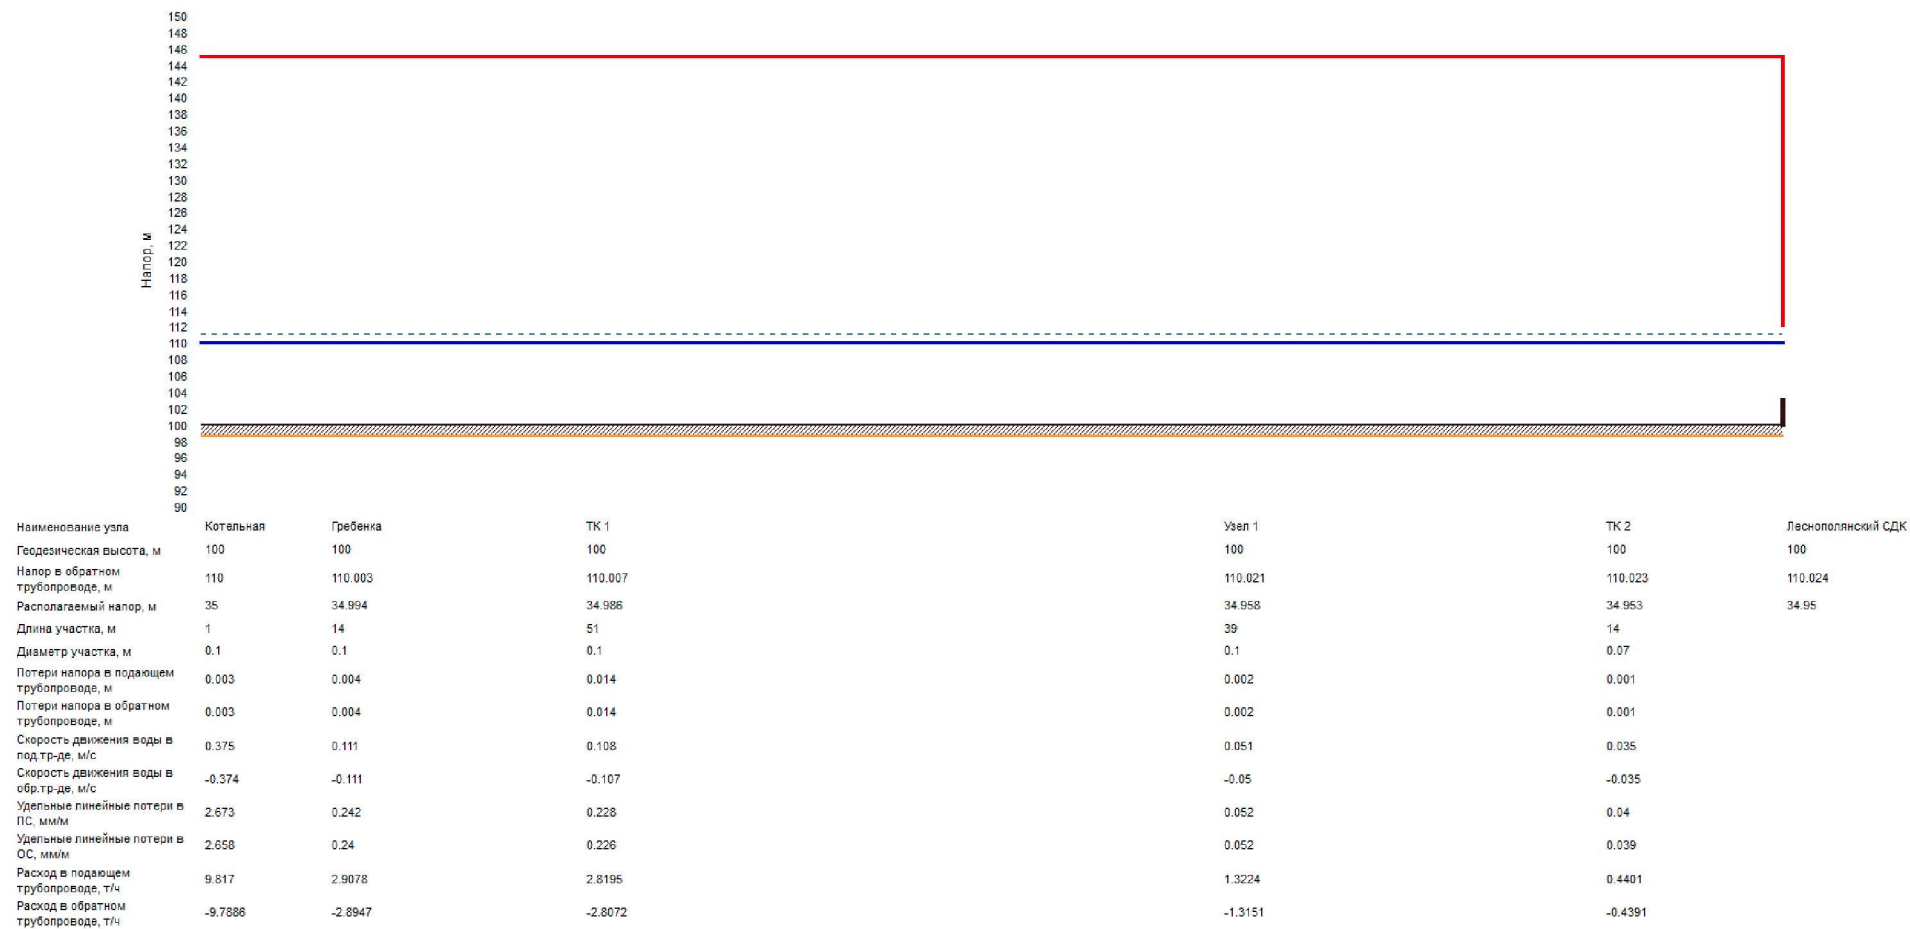 150
148
146
144
142
140
138
136
134
132
130
128
126
124
122
120
118
116
114
112
110
108
106
104
102
100
98
96
94
92
90
Напор, м
Наименование узла Котельная Гребенка ТК 1 Узел 1 ТК 2 Леснополянский СДК
Геодезическая высота, м 100 100 100 100 100 100
Напор в обратном
трубопроводе, м 110 110.003 110.007 110.021 110.023 110.024
Располагаемый напор, м 35 34.994 34.986 34.958 34.953 34.95
Длина участка, м 1 14 51 39 14
Диаметр участка, м 0.1 0.1 0.1 0.1 0.07
Потери напора в подающем
трубопроводе, м 0.003 0.004 0.014 0.002 0.001
Потери напора в обратном
трубопроводе, м 0.003 0.004 0.014 0.002 0.001
Скорость движения воды в
под.тр-де, м/с 0.375 0.111 0.108 0.051 0.035
Скорость движения воды в
обр.тр-де, м/с -0.374 -0.111 -0.107 -0.05 -0.035
Удельные линейные потери в
ПС, мм/м 2.673 0.242 0.228 0.052 0.04
Удельные линейные потери в
ОС, мм/м 2.658 0.24 0.226 0.052 0.039
Расход в подающем
трубопроводе, т/ч 9.817 2.9078 2.8195 1.3224 0.4401
Расход в обратном
трубопроводе, т/ч -9.7886 -2.8947 -2.8072 -1.3151 -0.4391